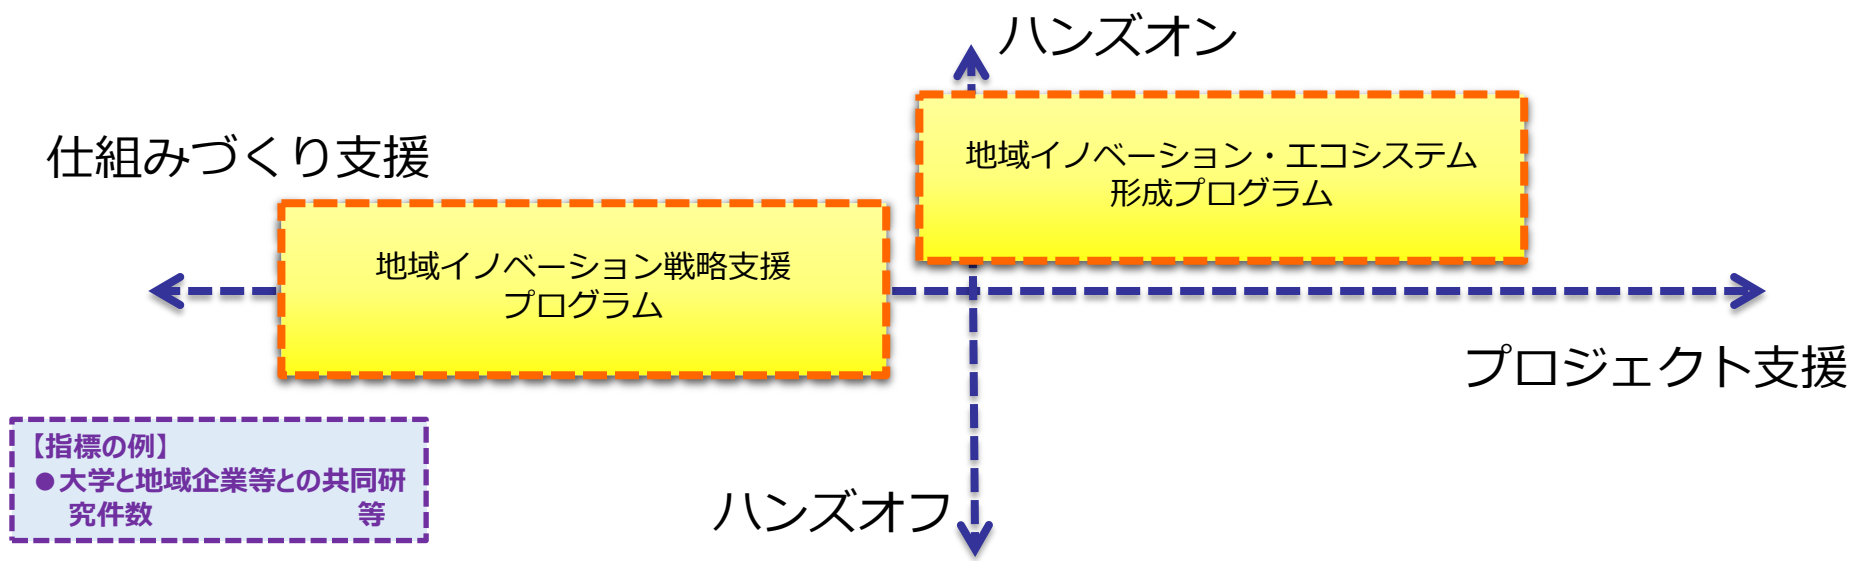 ハンズオン
仕組みづくり支援
地域イノベーション・エコシステム
形成プログラム
地域イノベーション戦略支援
プログラム
プロジェクト支援
【指標の例】
●大学と地域企業等との共同研
究件数 等
ハンズオフ